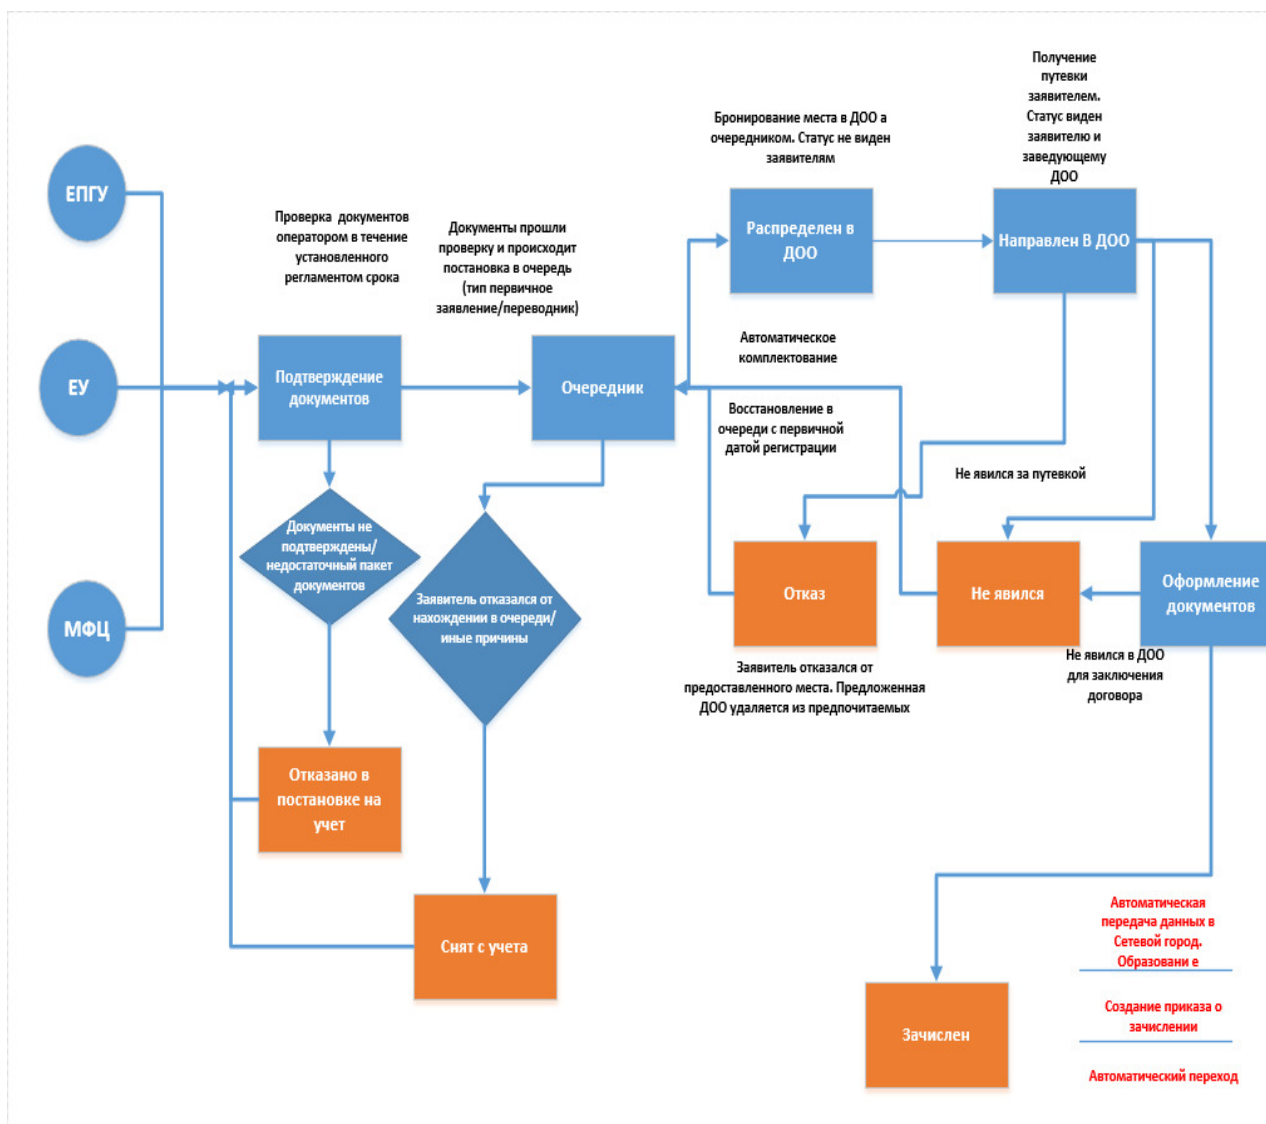 ЕПГУ
ЕУ
МФЦ
Проверка документов
оператором в течение
установленного
регламентом срока
Подтверждение
документов
Документы не
подтверждены/
недостаточный пакет
документов
Отказано в
постановке на
учет
Документы прошли
проверку и происходит
постановка в очередь
(тип первичное
заявление/переводник)
Очередник
Заявитель отказался от
нахождении в очереди/
иные причины
Снят с учета
Бронирование места в ДОО а
очередником. Статус не виден
заявителям
Распределен в
ДОО
Автоматическое
комплектование
Восстановление в
очереди с первичной
датой регистрации
Получение
путевки
заявителем.
Статус виден
заявителю и
заведующему
ДОО
Направлен В ДОО
Не явился за путевкой
Отказ
Заявитель отказался от
предоставленного места. Предложенная
ДОО удаляется из предпочитаемых
Не явился
Оформление
документов
Не явился в ДОО
для заключения
договора
Зачислен
Автоматическая
передача данных в
Сетевой город.
Образовани е
Создание приказа о
зачислении
Автоматический переход